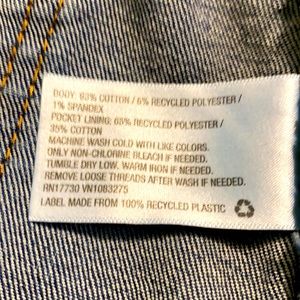 BODY: 93% COTTON / 6% RECYCLED POLYESTER /
1% SPANDEX
POCKET LINING: 65% RECYCLED POLYESTER /
35% COTTON
MACHINE WASH COLD WITH LIKE COLORS.
ONLY NON-CHLORINE BLEACH IF NEEDED.
TUMBLE DRY LOW. WARM IRON IF NEEDED.
REMOVE LOOSE THREADS AFTER WASH IF NEEDED.
RN17730 VN1083275
LABEL MADE FROM 100% RECYCLED PLASTIC